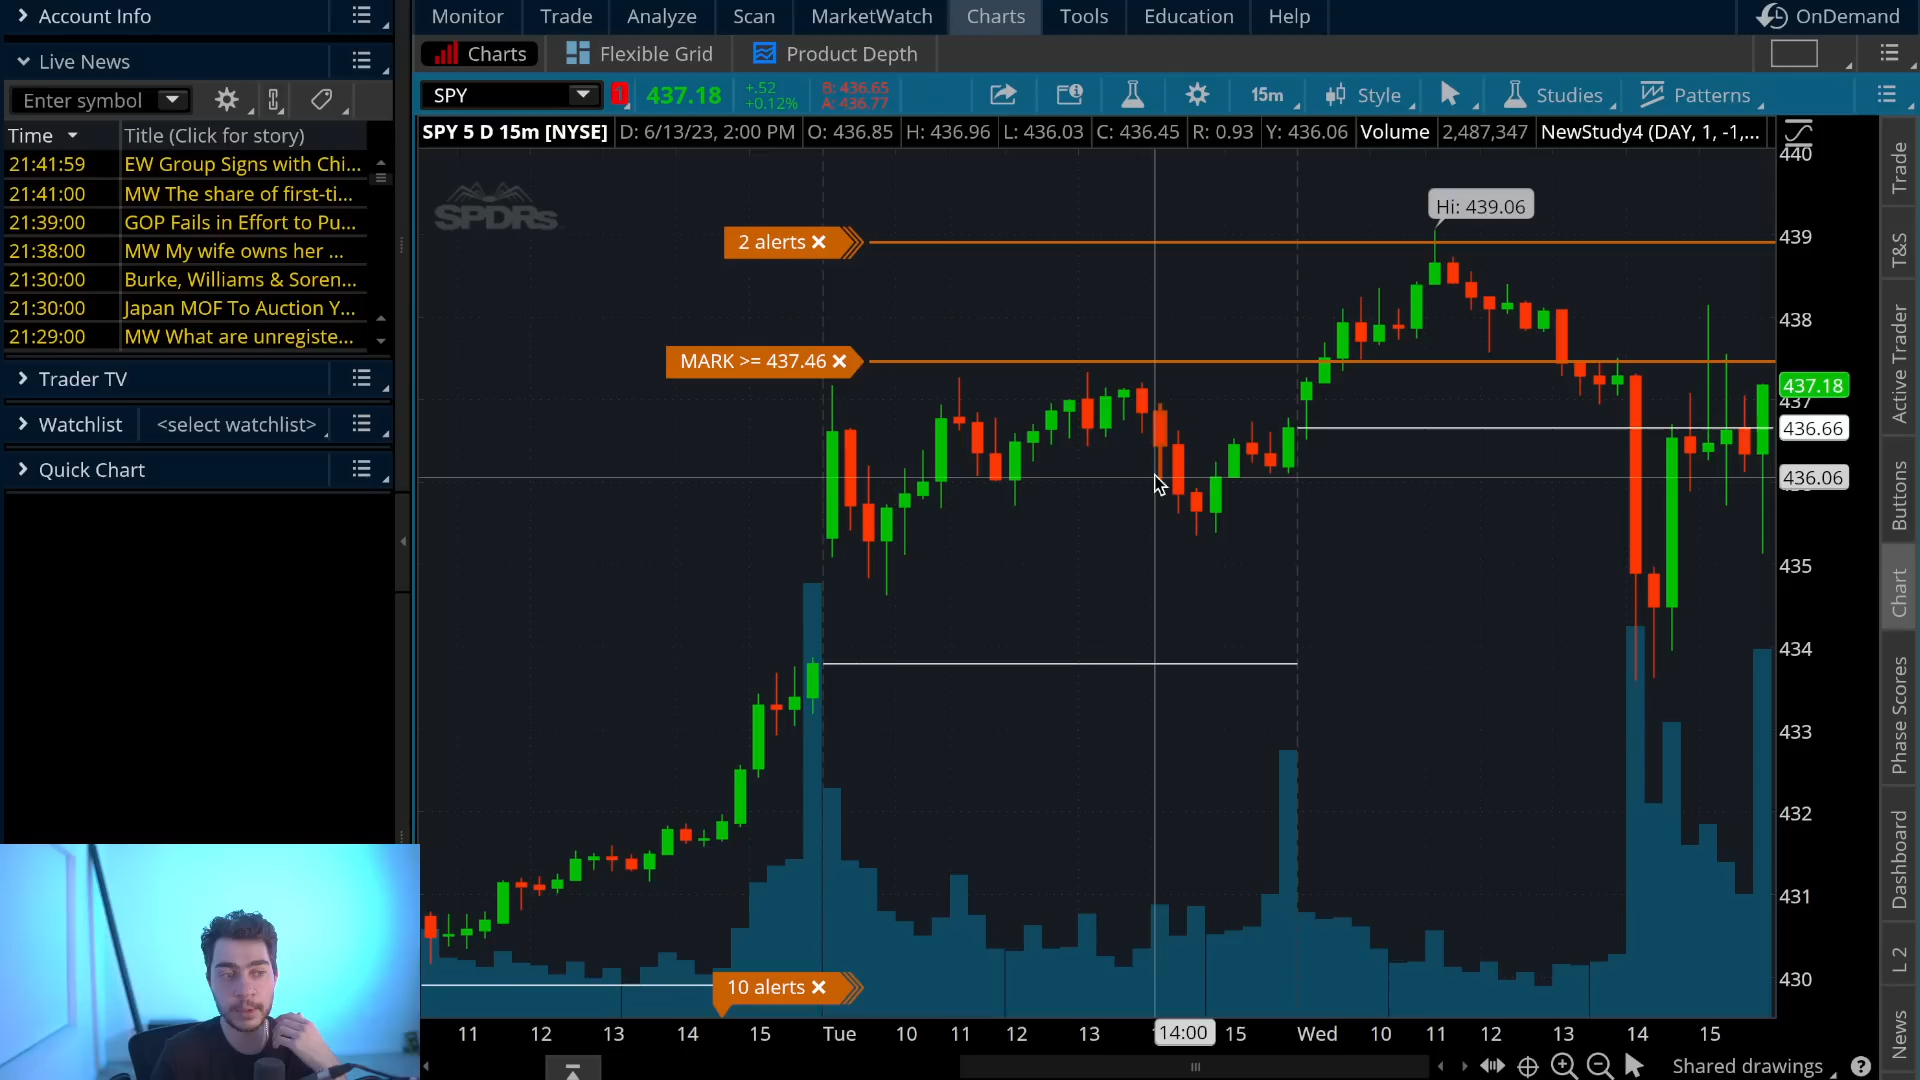 Account Info
Monitor Trade Analyze Scan MarketWatch Charts Tools Education Help OnDemand
Live News
Charts Flexible Grid Product Depth
Enter symbol
SPY 1 437.18 +.52 +0.12% B: 436.65 A: 436.77 15m Style Studies Patterns
Time Title (Click for story)
SPY 5 D 15m [NYSE] D: 6/13/23, 2:00 PM O: 436.85 H: 436.96 L: 436.03 C: 436.45 R: 0.93 Y: 436.06 Volume 2,487,347 NewStudy4 (DAY, 1, -1,...
21:41:59 EW Group Signs with Chi...
21:41:00 MW The share of first-ti...
21:39:00 GOP Fails in Effort to Pu...
21:38:00 MW My wife owns her ...
21:30:00 Burke, Williams & Soren...
21:30:00 Japan MOF To Auction Y...
21:29:00 MW What are unregiste...
Trader TV
Watchlist <select watchlist>
Quick Chart
SPDRs
Hi: 439.06
2 alerts
MARK >= 437.46
10 alerts
440
439
438
437.18
437
436.66
436.06
435
434
433
432
431
430
11 12 13 14 15 Tue 10 11 12 13 14:00 15 Wed 10 11 12 13 14 15
Shared drawings
Trade
T&S
Active Trader
Buttons
Chart
Phase Scores
Dashboard
L 2
News